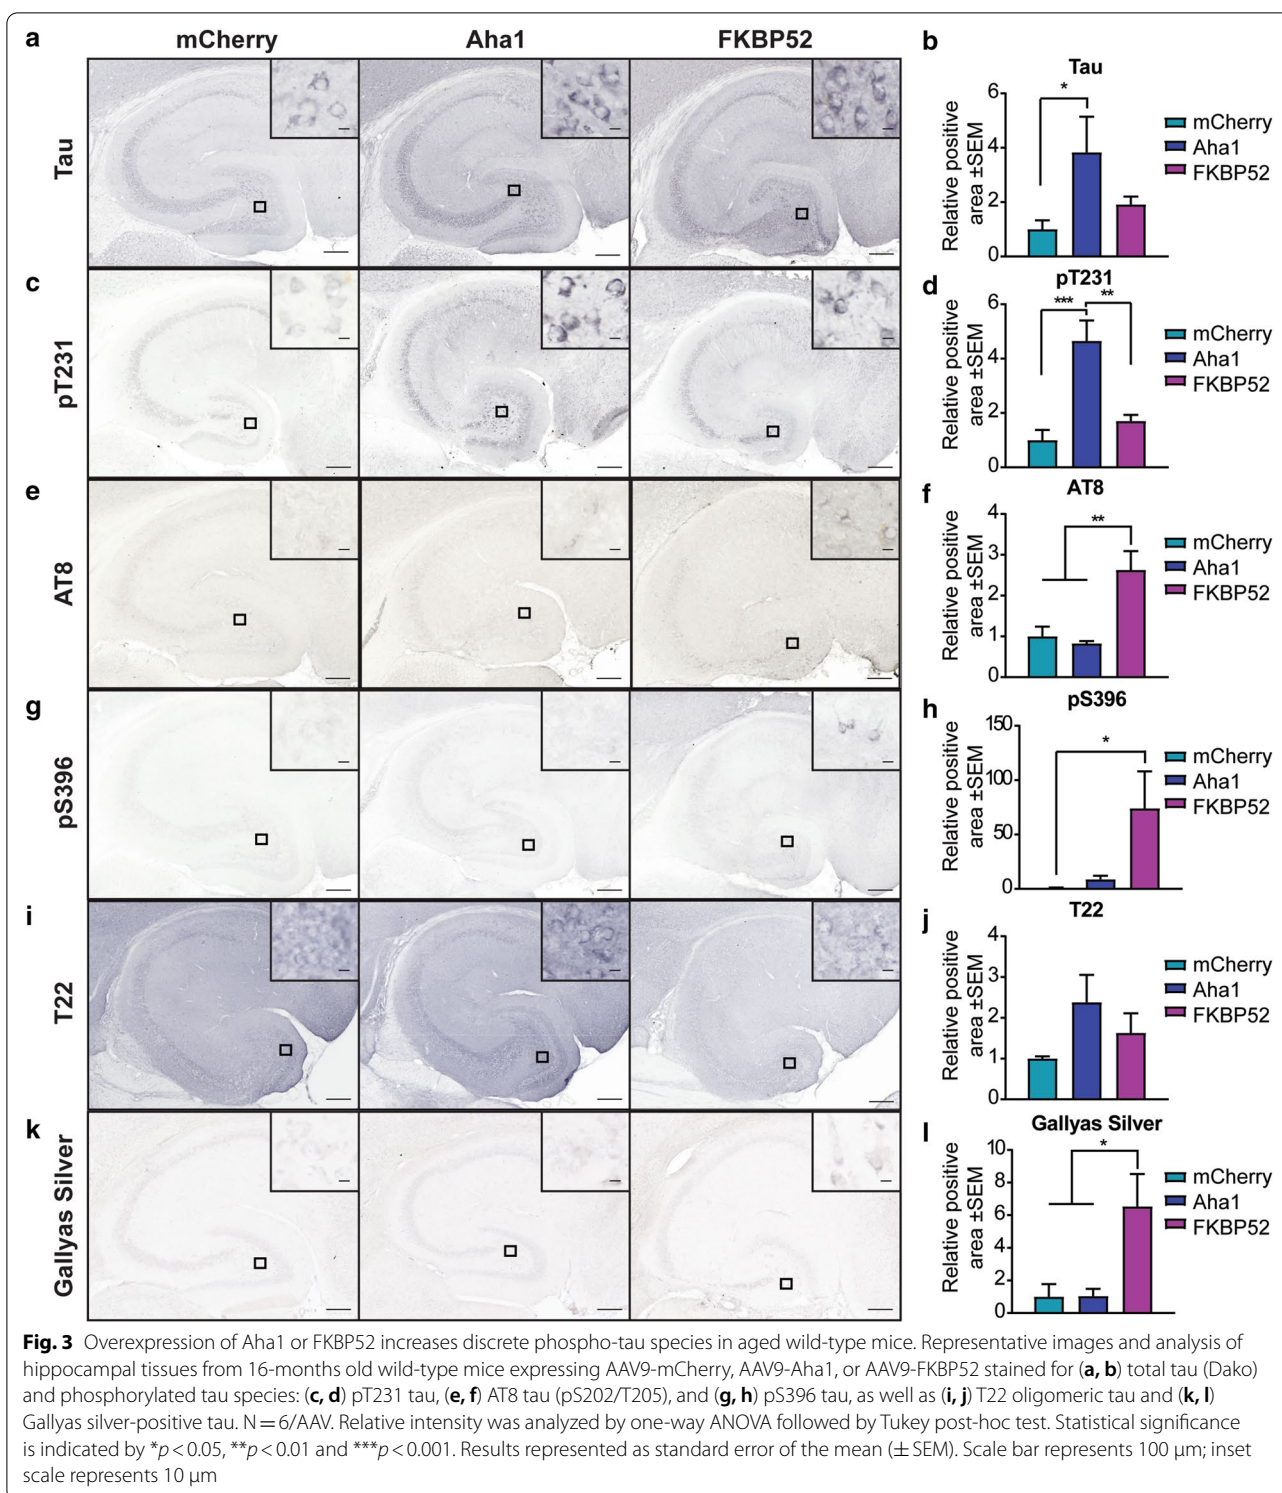 a
mCherry
Aha1
FKBP52
Tau
b
Tau
Relative positive
area ±SEM
6
4
2
0
*
mCherry
Aha1
FKBP52
c
pT231
d
pT231
Relative positive
area ±SEM
6
4
2
0
***
**
mCherry
Aha1
FKBP52
e
AT8
f
AT8
Relative positive
area ±SEM
4
3
2
1
0
**
mCherry
Aha1
FKBP52
g
pS396
h
pS396
Relative positive
area ±SEM
150
100
50
0
*
mCherry
Aha1
FKBP52
i
T22
j
T22
Relative positive
area ±SEM
4
3
2
1
0
mCherry
Aha1
FKBP52
k
Gallyas Silver
l
Gallyas Silver
Relative positive
area ±SEM
10
8
6
4
2
0
*
mCherry
Aha1
FKBP52
Fig. 3 Overexpression of Aha1 or FKBP52 increases discrete phospho-tau species in aged wild-type mice. Representative images and analysis of
hippocampal tissues from 16-months old wild-type mice expressing AAV9-mCherry, AAV9-Aha1, or AAV9-FKBP52 stained for (a, b) total tau (Dako)
and phosphorylated tau species: (c, d) pT231 tau, (e, f) AT8 tau (pS202/T205), and (g, h) pS396 tau, as well as (i, j) T22 oligomeric tau and (k, l)
Gallyas silver-positive tau. N = 6/AAV. Relative intensity was analyzed by one-way ANOVA followed by Tukey post-hoc test. Statistical significance
is indicated by *p < 0.05, **p < 0.01 and ***p < 0.001. Results represented as standard error of the mean (± SEM). Scale bar represents 100 μm; inset
scale represents 10 μm